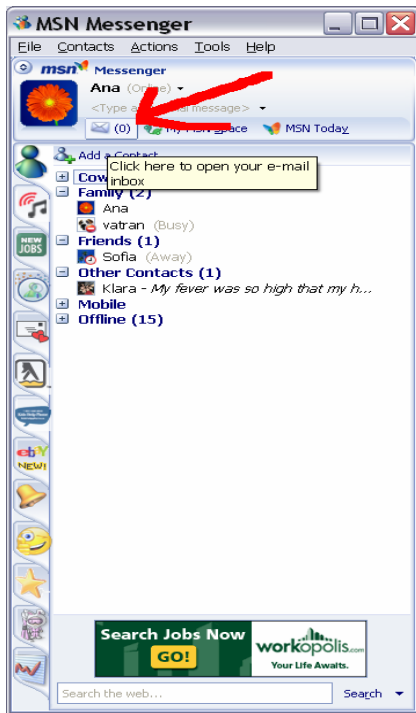 MSN Messenger
File Contacts Actions Tools Help
msn Messenger
Ana (Online)
<Type a message>
(0) My MSN Space MSN Today
Add a Contact
Click here to open your e-mail
inbox
Family (2)
Ana
vatran (Busy)
Friends (1)
Sofia (Away)
Other Contacts (1)
Klara - My fever was so high that my h...
Mobile
Offline (15)
NEW
JOBS
ebY
NEW!
Search Jobs Now
GO!
workopolis.com
Your Life Awaits.
Search the web...
Search